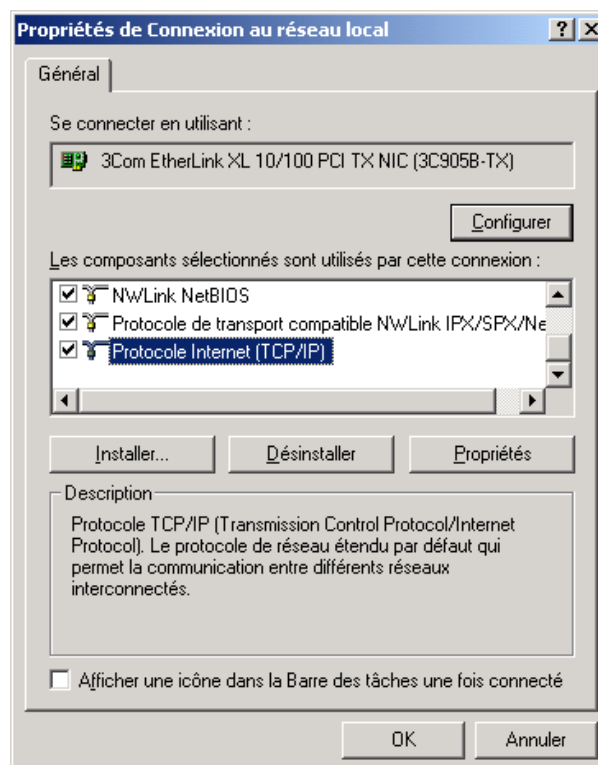 Propriétés de Connexion au réseau local
Général
Se connecter en utilisant :
3Com EtherLink XL 10/100 PCI TX NIC (3C905B-TX)
Configurer
Les composants sélectionnés sont utilisés par cette connexion :
NWLink NetBIOS
Protocole de transport compatible NWLink IPX/SPX/Ne
Protocole Internet (TCP/IP)
Installer...
Désinstaller
Propriétés
Description
Protocole TCP/IP (Transmission Control Protocol/Internet
Protocol). Le protocole de réseau étendu par défaut qui
permet la communication entre différents réseaux
interconnectés.
Afficher une icône dans la Barre des tâches une fois connecté
OK
Annuler